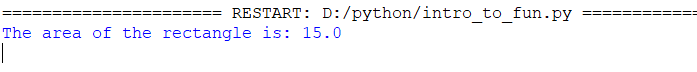 ====================== RESTART: D:/python/intro_to_fun.py ============
The area of the rectangle is: 15.0